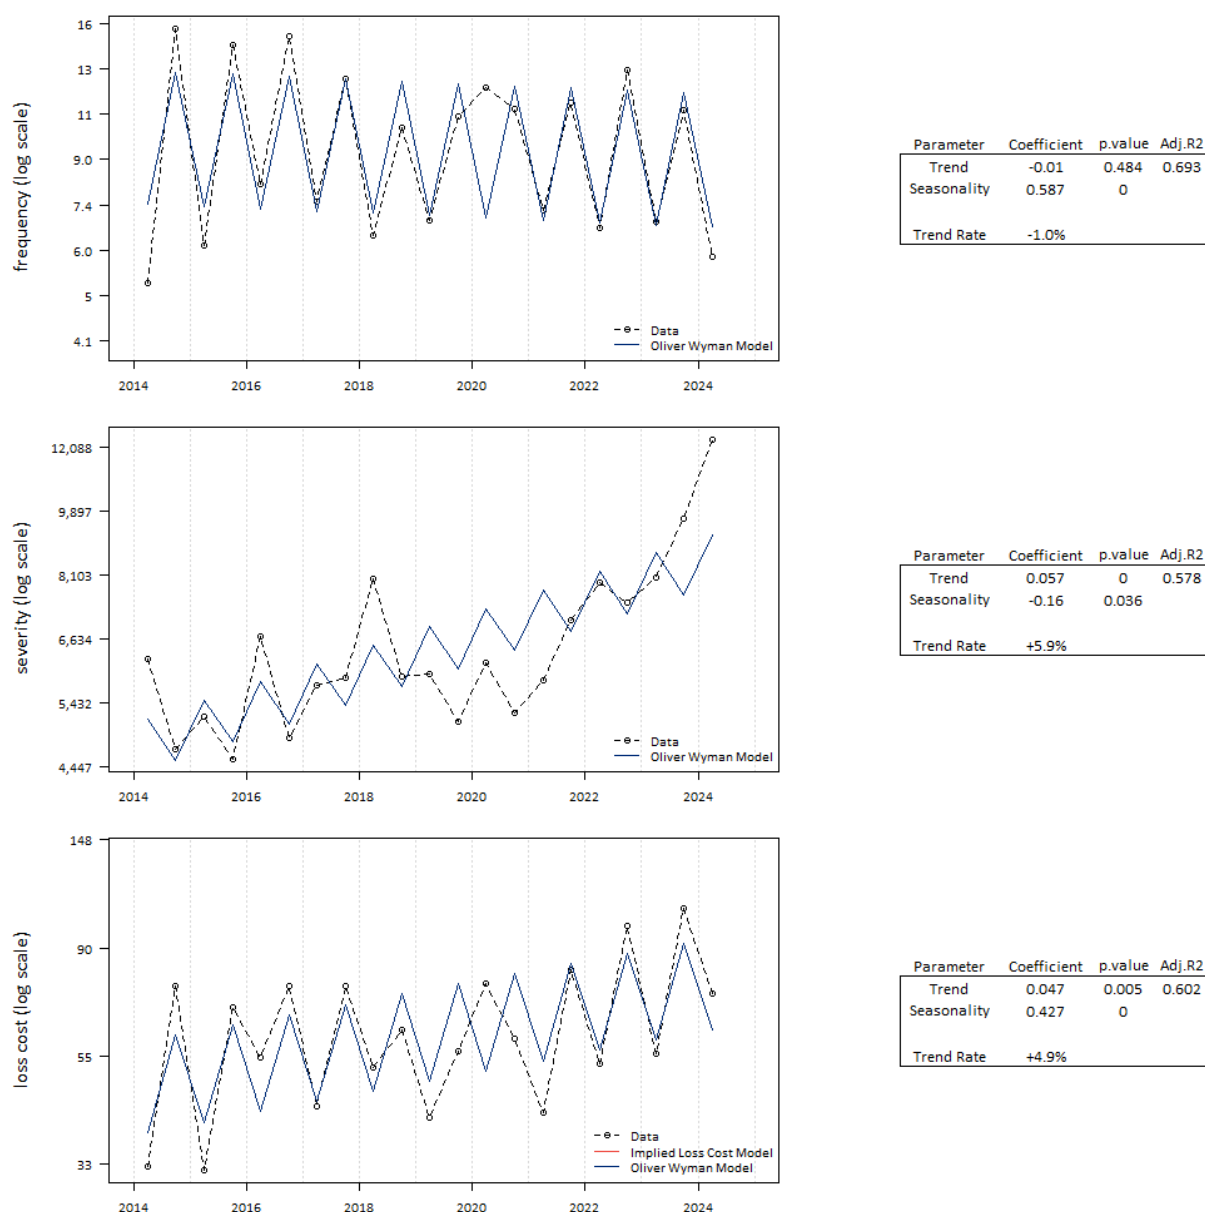 frequency (log scale)
16
13
11
9.0
7.4
6.0
5
4.1
Data
Oliver Wyman Model
2014 2016 2018 2020 2022 2024
Parameter Coefficient p.value Adj.R2
Trend -0.01 0.484 0.693
Seasonality 0.587 0
Trend Rate -1.0%
severity (log scale)
12,088
9,897
8,103
6,634
5,432
4,447
Data
Oliver Wyman Model
2014 2016 2018 2020 2022 2024
Parameter Coefficient p.value Adj.R2
Trend 0.057 0 0.578
Seasonality -0.16 0.036
Trend Rate +5.9%
loss cost (log scale)
148
90
55
33
Data
Implied Loss Cost Model
Oliver Wyman Model
2014 2016 2018 2020 2022 2024
Parameter Coefficient p.value Adj.R2
Trend 0.047 0.005 0.602
Seasonality 0.427 0
Trend Rate +4.9%